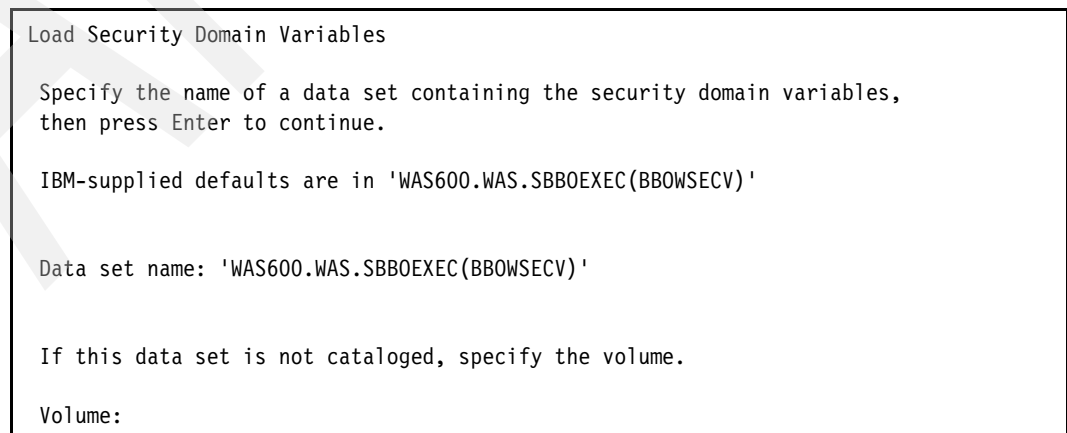 Load Security Domain Variables
Specify the name of a data set containing the security domain variables,
then press Enter to continue.
IBM-supplied defaults are in 'WAS600.WAS.SBBOEXEC(BBOWSECV)'
Data set name: 'WAS600.WAS.SBBOEXEC(BBOWSECV)'
If this data set is not cataloged, specify the volume.
Volume: